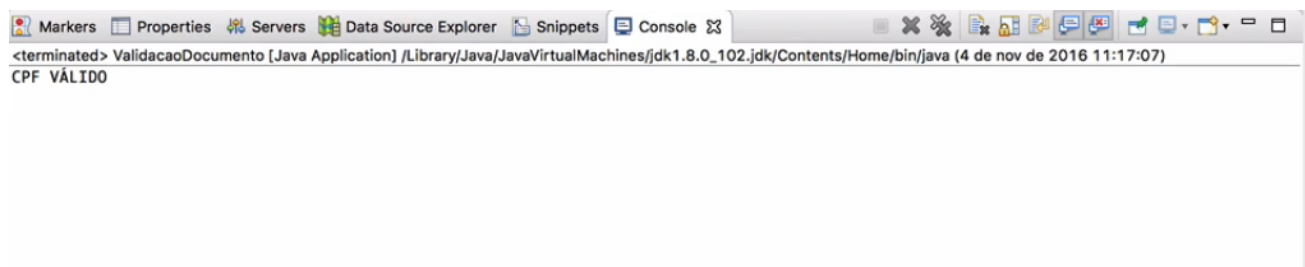 Markers Properties Servers Data Source Explorer Snippets Console
<terminated> ValidacaoDocumento [Java Application] /Library/Java/JavaVirtualMachines/jdk1.8.0_102.jdk/Contents/Home/bin/java (4 de nov de 2016 11:17:07)
CPF VÁLIDO